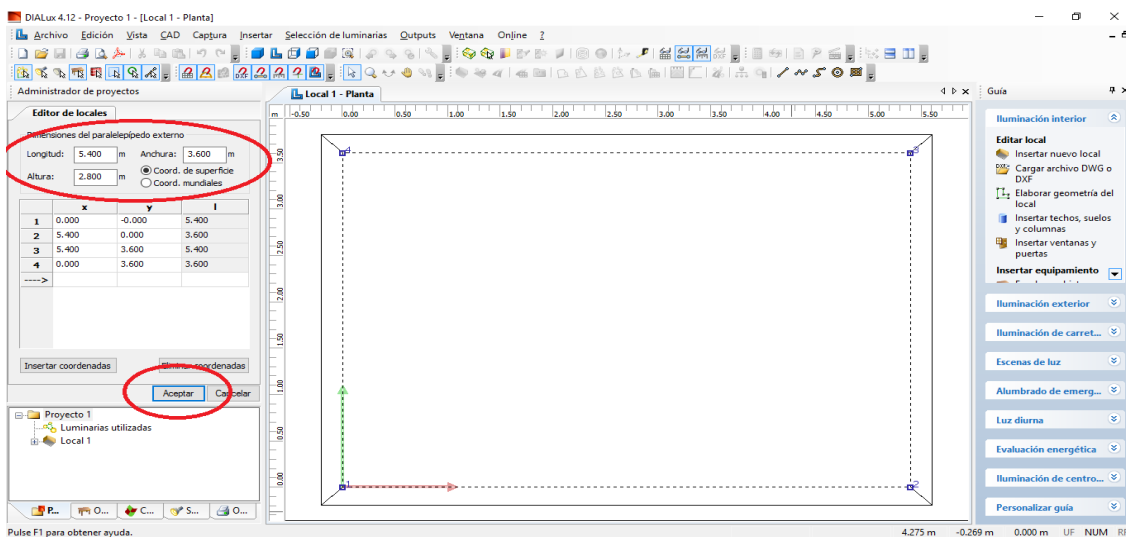 DIALux 4.12 - Proyecto 1 - [Local 1 - Planta]
Archivo Edición Vista CAD Captura Insertar Selección de luminarias Outputs Ventana Online ?
Administrador de proyectos
Editor de locales
Dimensiones del paralelepípedo externo
Longitud: 5.400 m Anchura: 3.600 m
Altura: 2.800 m
Coord. de superficie
Coord. mundiales
x y l
1 0.000 -0.000 5.400
2 5.400 0.000 3.600
3 5.400 3.600 5.400
4 0.000 3.600 3.600
---->
Insertar coordenadas Eliminar coordenadas
Aceptar Cancelar
Proyecto 1
Luminarias utilizadas
Local 1
P... O... C... S... O...
Pulse F1 para obtener ayuda.
Local 1 - Planta
m -0.50 0.00 0.50 1.00 1.50 2.00 2.50 3.00 3.50 4.00 4.50 5.00 5.50
3.50
3.00
2.50
2.00
1.50
1.00
0.50
0.00
4 3
1 2
Guía
Iluminación interior
Editar local
Insertar nuevo local
Cargar archivo DWG o
DXF
Elaborar geometría del
local
Insertar techos, suelos
y columnas
Insertar ventanas y
puertas
Insertar equipamiento
Iluminación exterior
Iluminación de carret...
Escenas de luz
Alumbrado de emerg...
Luz diurna
Evaluación energética
Iluminación de centro...
Personalizar guía
4.275 m -0.269 m 0.000 m UF NUM